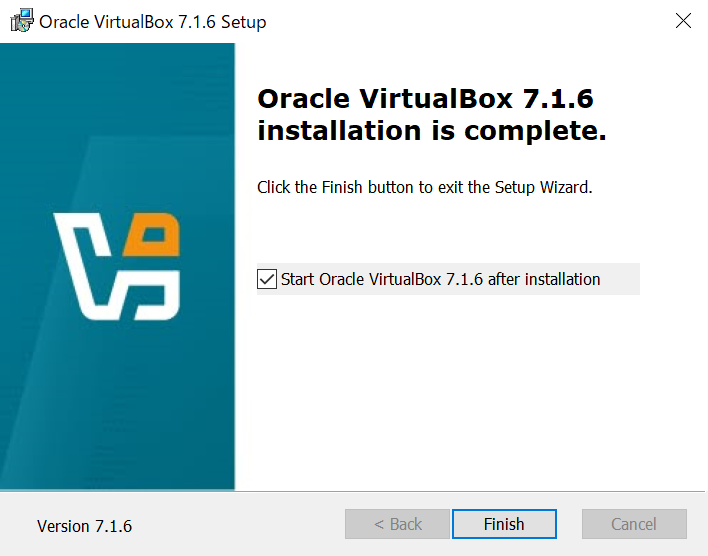 Oracle VirtualBox 7.1.6 Setup
Oracle VirtualBox 7.1.6
installation is complete.
Click the Finish button to exit the Setup Wizard.
Start Oracle VirtualBox 7.1.6 after installation
Version 7.1.6
< Back
Finish
Cancel